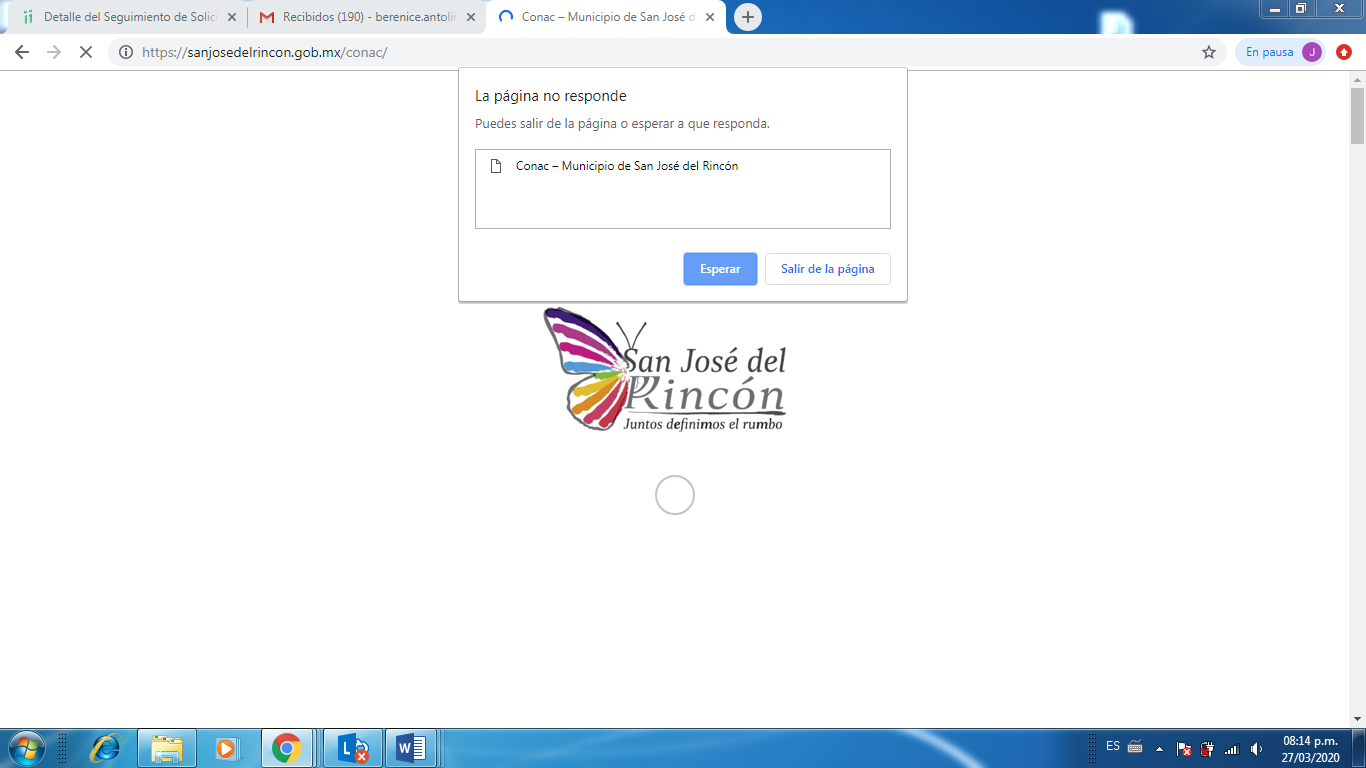 Detalle del Seguimiento de Solici
Recibidos (190) - berenice.antolin
Conac – Municipio de San José d
https://sanjosedelrincon.gob.mx/conac/
En pausa
J
La página no responde
Puedes salir de la página o esperar a que responda.
Conac – Municipio de San José del Rincón
Esperar
Salir de la página
San José del
Rincón
Juntos definimos el rumbo
ES
08:14 p.m.
27/03/2020